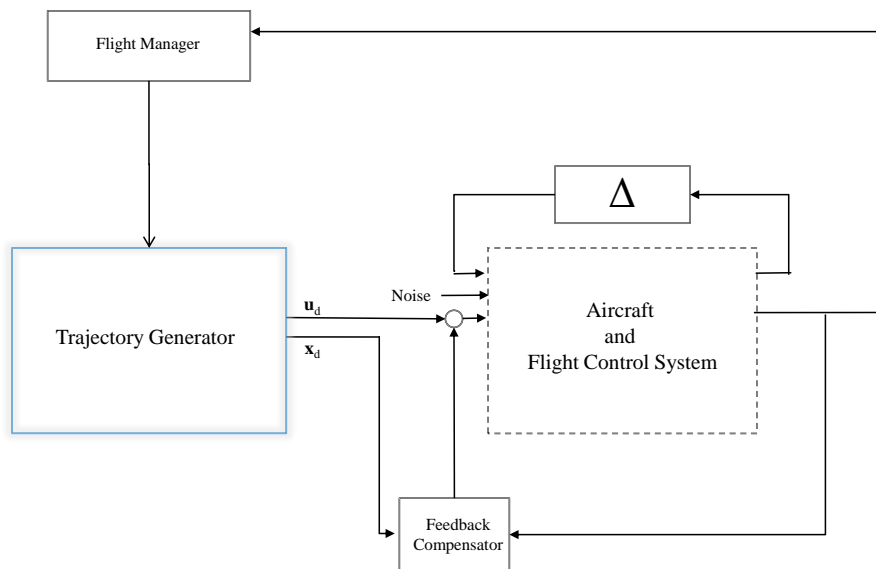 Flight Manager
Δ
Noise
u_d
x_d
Trajectory Generator
Aircraft
and
Flight Control System
Feedback
Compensator